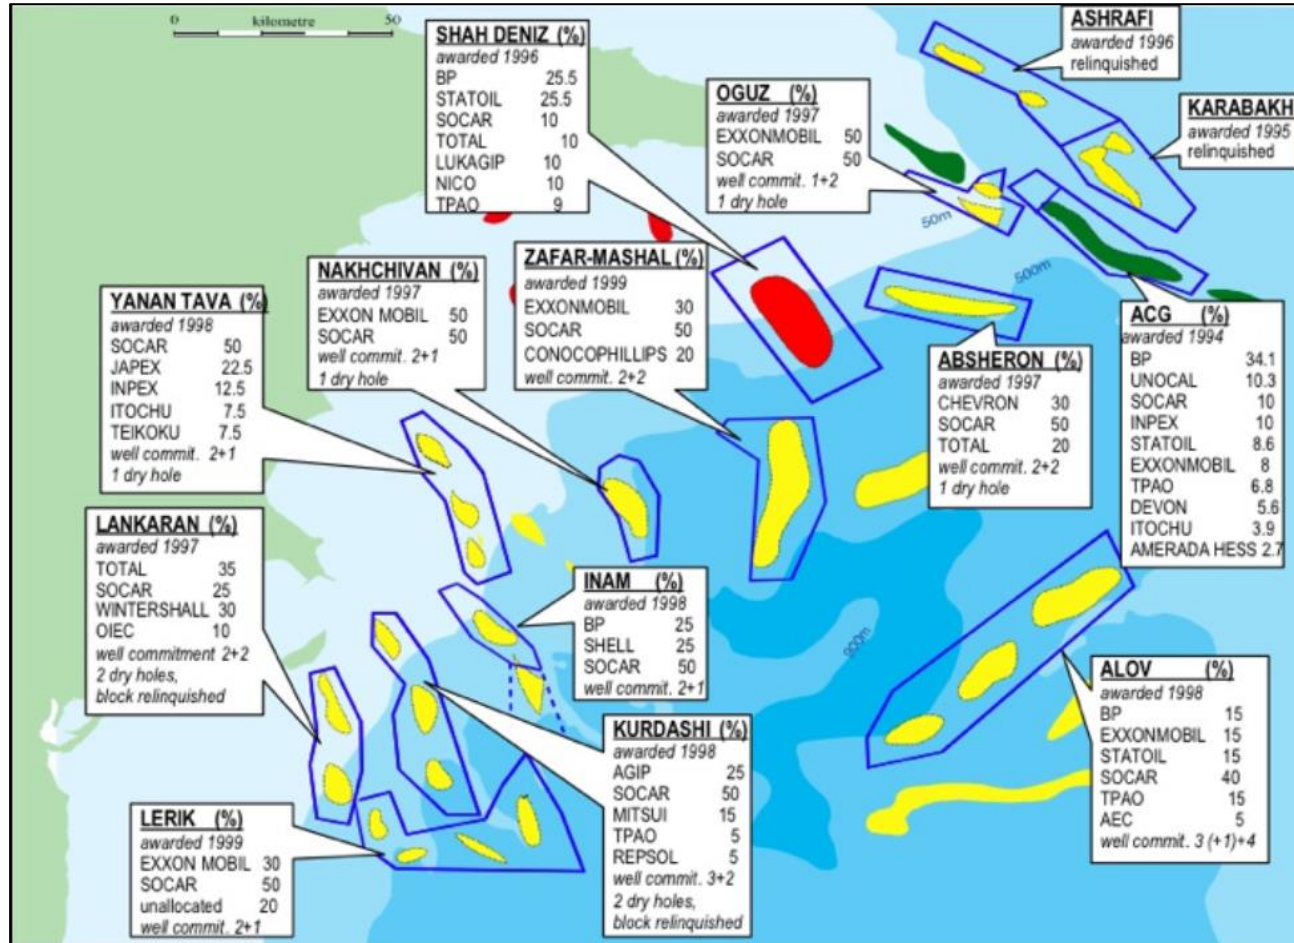 0 kilometre 50
SHAH DENIZ (%)
awarded 1996
BP 25.5
STATOIL 25.5
SOCAR 10
TOTAL 10
LUKAGIP 10
NICO 10
TPAO 9
OGUZ (%)
awarded 1997
EXXONMOBIL 50
SOCAR 50
well commit. 1+2
1 dry hole
ASHRAFI
awarded 1996
relinquished
KARABAKH
awarded 1995
relinquished
50m
500m
YANAN TAVA (%)
awarded 1998
SOCAR 50
JAPEX 22.5
INPEX 12.5
ITOCHU 7.5
TEIKOKU 7.5
well commit. 2+1
1 dry hole
NAKHCHIVAN (%)
awarded 1997
EXXON MOBIL 50
SOCAR 50
well commit. 2+1
1 dry hole
ZAFAR-MASHAL (%)
awarded 1999
EXXONMOBIL 30
SOCAR 50
CONOCOPHILLIPS 20
well commit. 2+2
ABSHERON (%)
awarded 1997
CHEVRON 30
SOCAR 50
TOTAL 20
well commit. 2+2
1 dry hole
ACG (%)
awarded 1994
BP 34.1
UNOCAL 10.3
SOCAR 10
INPEX 10
STATOIL 8.6
EXXONMOBIL 8
TPAO 6.8
DEVON 5.6
ITOCHU 3.9
AMERADA HESS 2.7
LANKARAN (%)
awarded 1997
TOTAL 35
SOCAR 25
WINTERSHALL 30
OIEC 10
well commitment 2+2
2 dry holes,
block relinquished
INAM (%)
awarded 1998
BP 25
SHELL 25
SOCAR 50
well commit. 2+1
900m
ALOV (%)
awarded 1998
BP 15
EXXONMOBIL 15
STATOIL 15
SOCAR 40
TPAO 15
AEC 5
well commit. 3 (+1)+4
KURDASHI (%)
awarded 1998
AGIP 25
SOCAR 50
MITSUI 15
TPAO 5
REPSOL 5
well commit. 3+2
2 dry holes,
block relinquished
LERIK (%)
awarded 1999
EXXON MOBIL 30
SOCAR 50
unallocated 20
well commit. 2+1